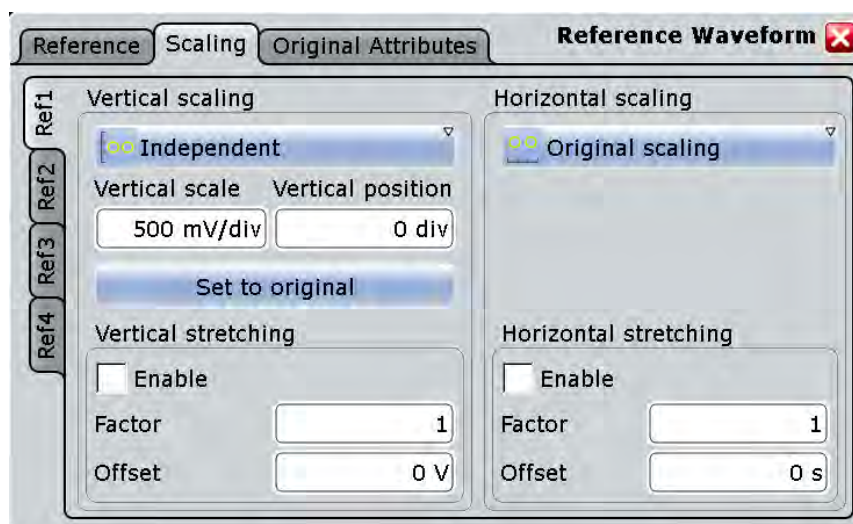 Reference Waveform
Reference
Scaling
Original Attributes
Ref1
Ref2
Ref3
Ref4
Vertical scaling
Independent
Vertical scale
Vertical position
500 mV/div
0 div
Set to original
Vertical stretching
Enable
Factor
1
Offset
0 V
Horizontal scaling
Original scaling
Horizontal stretching
Enable
Factor
1
Offset
0 s